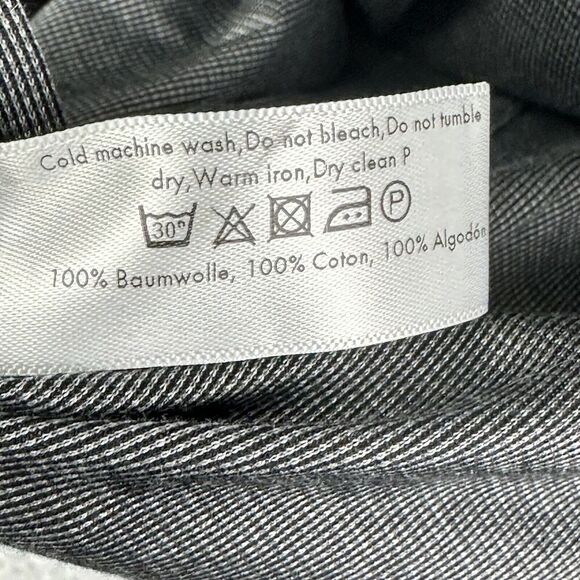 Cold machine wash,Do not bleach,Do not tumble
dry,Warm iron,Dry clean P
30° P
100% Baumwolle, 100% Coton, 100% Algodón